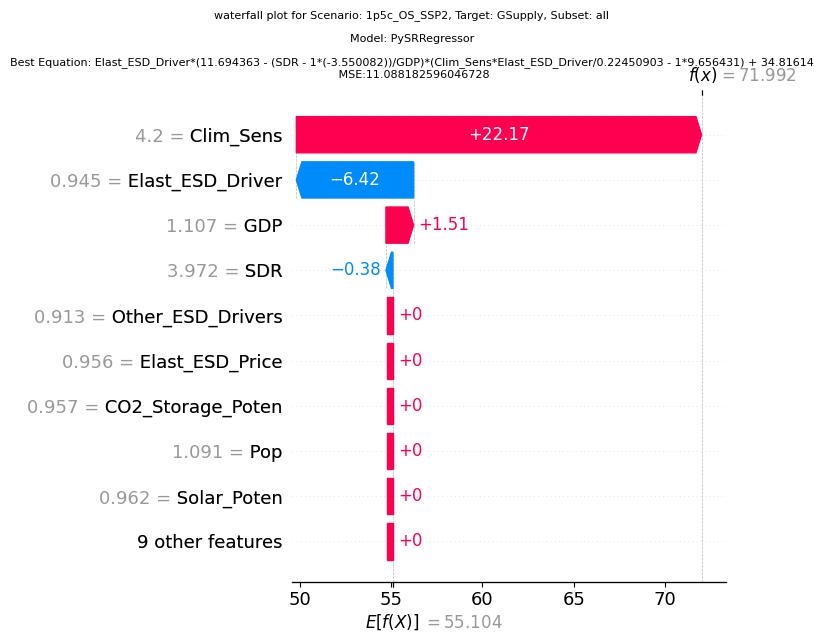 waterfall plot for Scenario: 1p5c_OS_SSP2, Target: GSupply, Subset: all
Model: PySRRegressor
Best Equation: Elast_ESD_Driver*(11.694363 - (SDR - 1*(-3.550082))/GDP)*(Clim_Sens*Elast_ESD_Driver/0.22450903 - 1*9.656431) + 34.81614
MSE:11.088182596046728
f(x) = 71.992
4.2 = Clim_Sens +22.17
0.945 = Elast_ESD_Driver −6.42
1.107 = GDP +1.51
3.972 = SDR −0.38
0.913 = Other_ESD_Drivers +0
0.956 = Elast_ESD_Price +0
0.957 = CO2_Storage_Poten +0
1.091 = Pop +0
0.962 = Solar_Poten +0
9 other features +0
50 55 60 65 70
E[f(X)] = 55.104